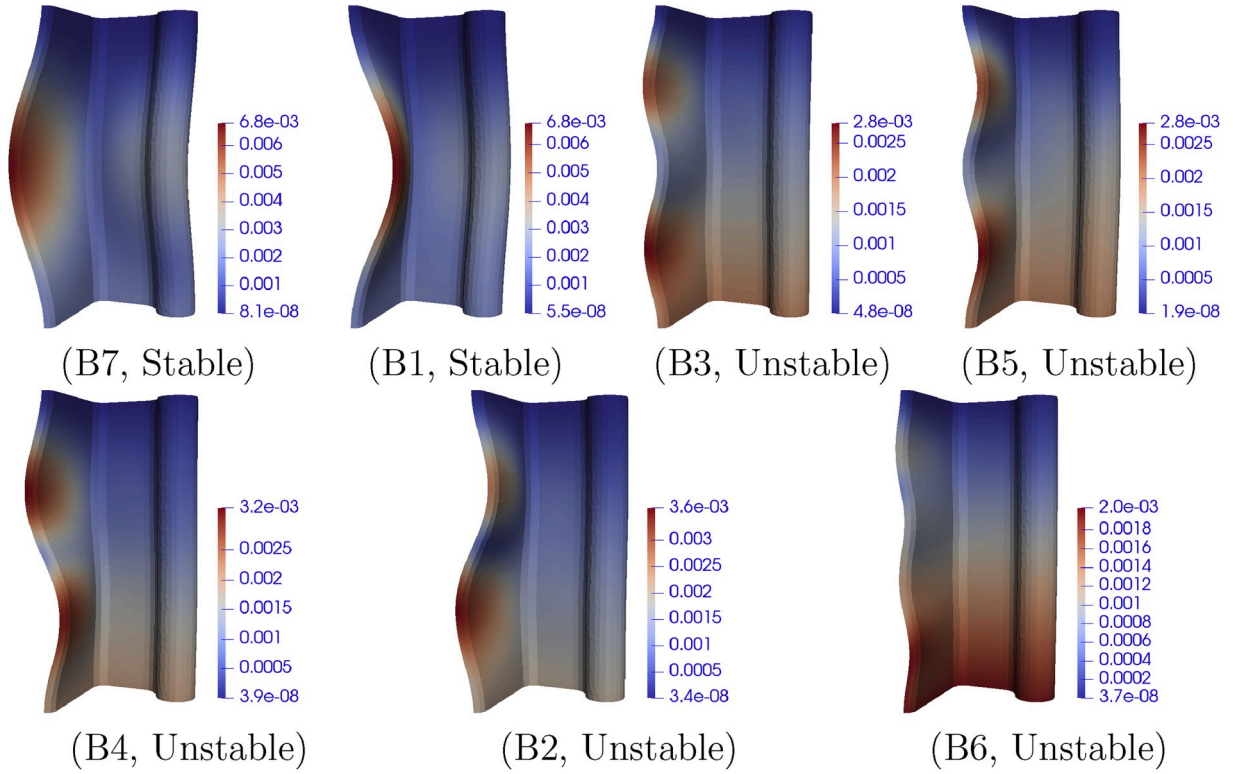 6.8e-03
0.006
0.005
0.004
0.003
0.002
0.001
8.1e-08
(B7, Stable)
6.8e-03
0.006
0.005
0.004
0.003
0.002
0.001
5.5e-08
(B1, Stable)
2.8e-03
0.0025
0.002
0.0015
0.001
0.0005
4.8e-08
(B3, Unstable)
2.8e-03
0.0025
0.002
0.0015
0.001
0.0005
1.9e-08
(B5, Unstable)
3.2e-03
0.0025
0.002
0.0015
0.001
0.0005
3.9e-08
(B4, Unstable)
3.6e-03
0.003
0.0025
0.002
0.0015
0.001
0.0005
3.4e-08
(B2, Unstable)
2.0e-03
0.0018
0.0016
0.0014
0.0012
0.001
0.0008
0.0006
0.0004
0.0002
3.7e-08
(B6, Unstable)